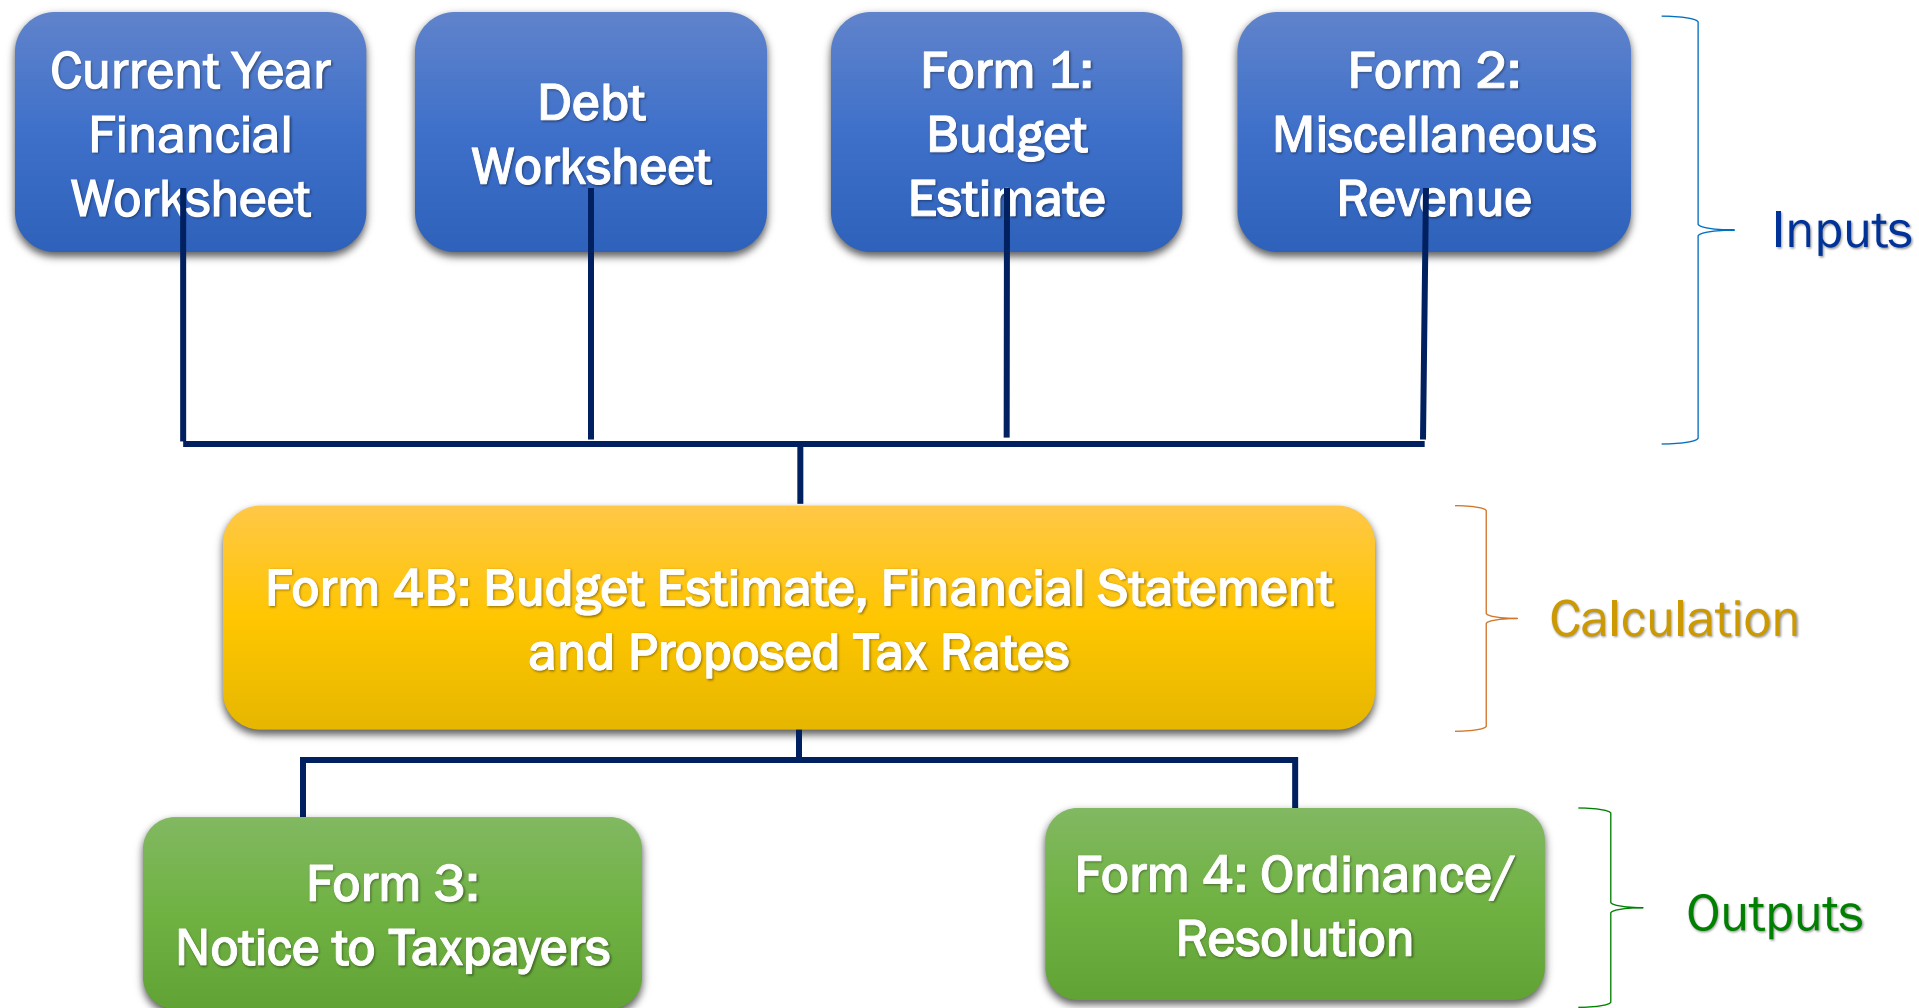 Current Year
Financial
Worksheet
Debt
Worksheet
Form 1:
Budget
Estimate
Form 2:
Miscellaneous
Revenue
Inputs
Form 4B: Budget Estimate, Financial Statement
and Proposed Tax Rates
Calculation
Form 3:
Notice to Taxpayers
Form 4: Ordinance/
Resolution
Outputs